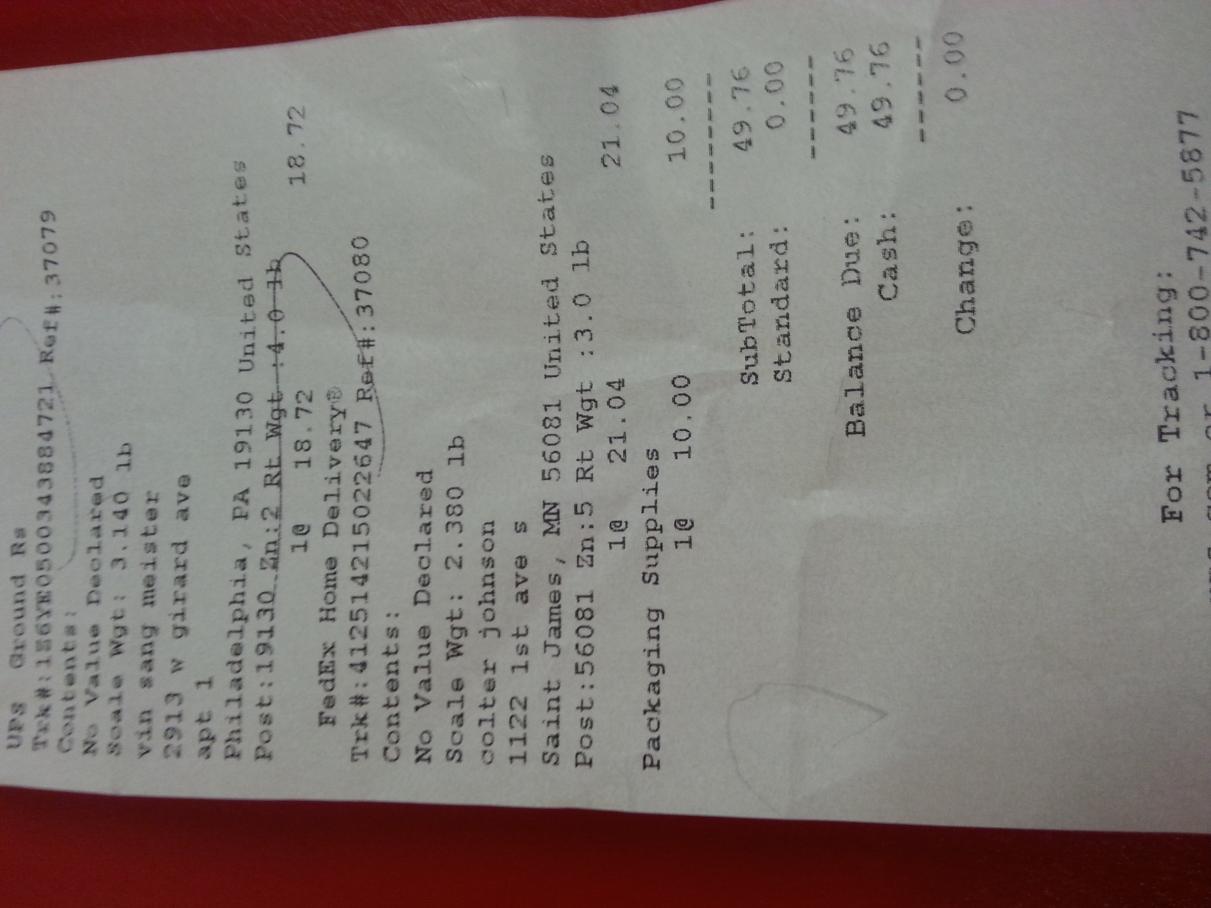 UPS Ground Rs
Trk#:1S6YE0500343884721 Ref#:37079
Contents:
No Value Declared
Scale Wgt: 3.140 lb
vin sang meister
2913 w girard ave
apt 1
Philadelphia, PA 19130 United States
Post:19130 Zn:2 Rt Wgt :4.0 lb
1@ 18.72 18.72
FedEx Home Delivery®
Trk#:412514215022647 Ref#:37080
Contents:
No Value Declared
Scale Wgt: 2.380 lb
colter johnson
1122 1st ave s
Saint James, MN 56081 United States
Post:56081 Zn:5 Rt Wgt :3.0 lb
1@ 21.04 21.04
Packaging Supplies
1@ 10.00 10.00
--------
SubTotal: 49.76
Standard: 0.00
------
Balance Due: 49.76
Cash: 49.76
------
Change: 0.00
For Tracking:
or 1-800-742-5877